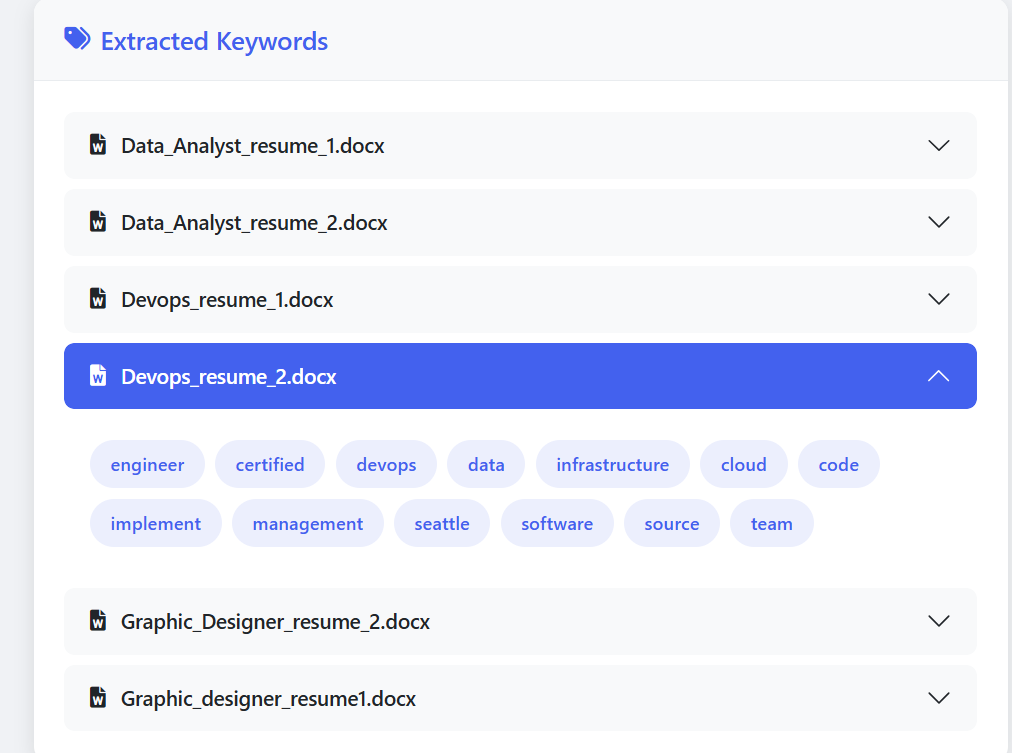 Extracted Keywords
Data_Analyst_resume_1.docx
Data_Analyst_resume_2.docx
Devops_resume_1.docx
Devops_resume_2.docx
engineer certified devops data infrastructure cloud code
implement management seattle software source team
Graphic_Designer_resume_2.docx
Graphic_designer_resume1.docx